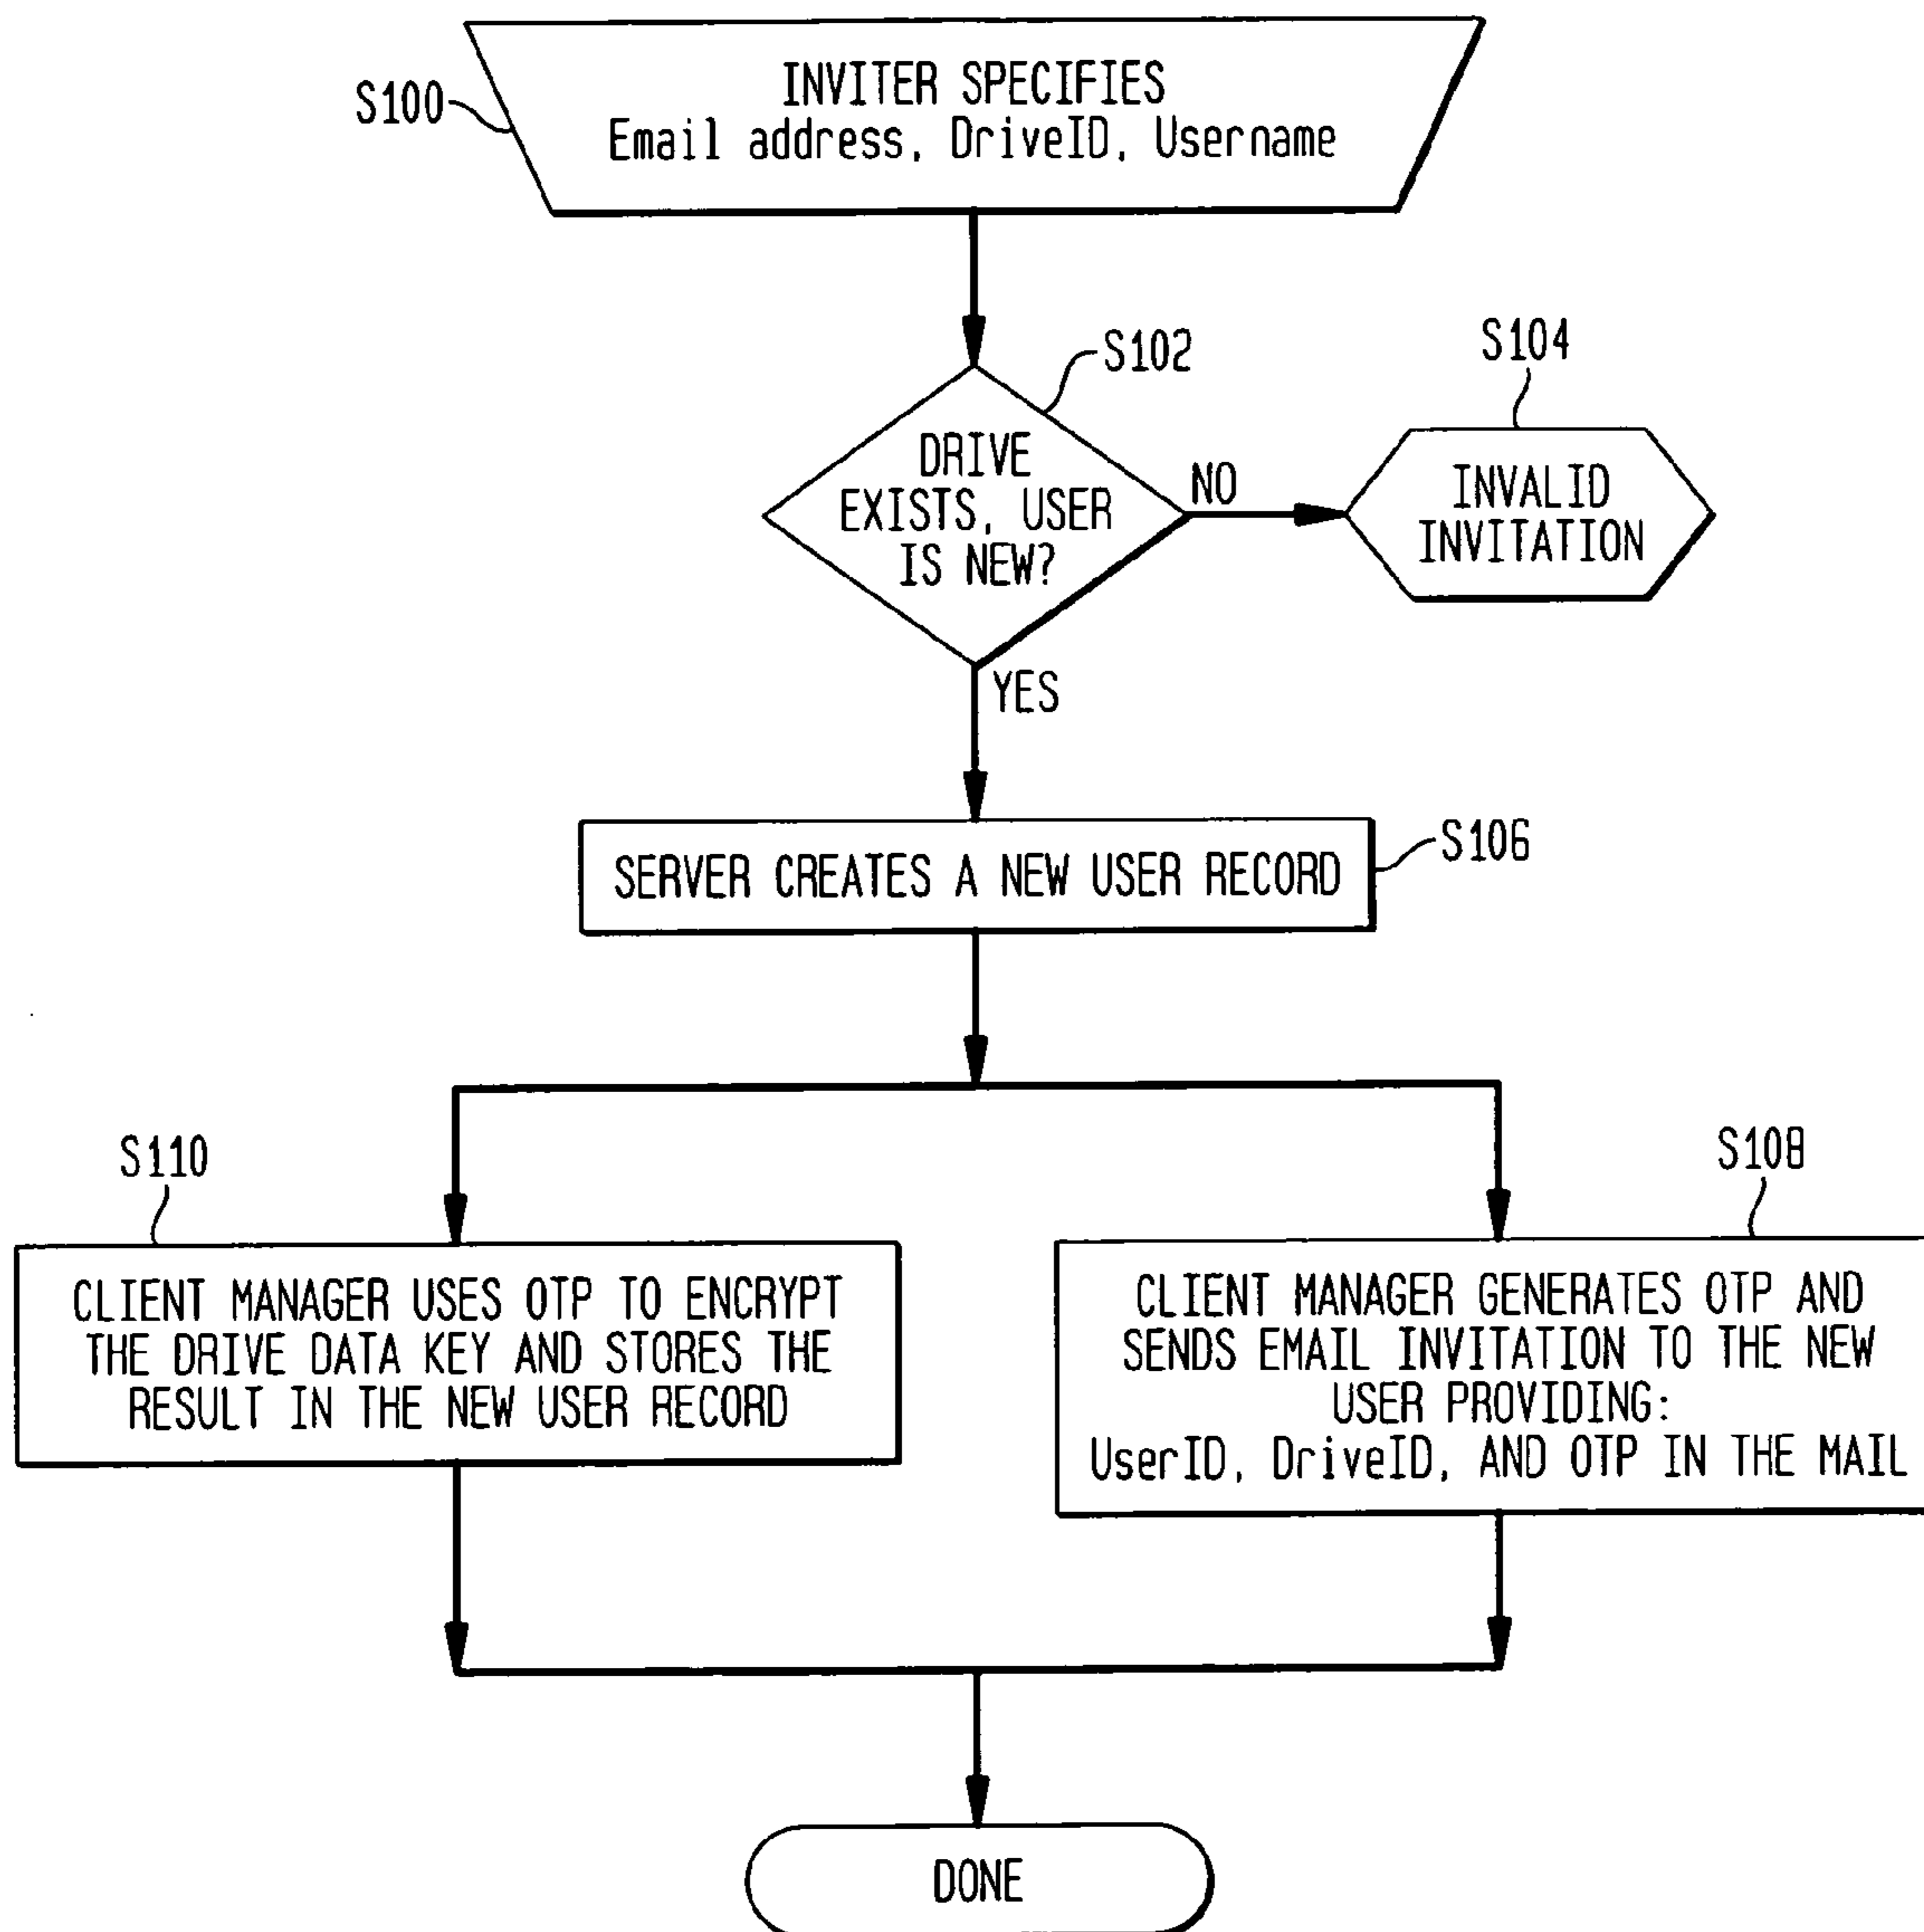 S100
INVITER SPECIFIES
Email address, DriveID, Username
S102
DRIVE
EXISTS, USER
IS NEW?
NO
S104
INVALID
INVITATION
YES
SERVER CREATES A NEW USER RECORD
S106
S110
CLIENT MANAGER USES OTP TO ENCRYPT
THE DRIVE DATA KEY AND STORES THE
RESULT IN THE NEW USER RECORD
S108
CLIENT MANAGER GENERATES OTP AND
SENDS EMAIL INVITATION TO THE NEW
USER PROVIDING:
UserID, DriveID, AND OTP IN THE MAIL
DONE